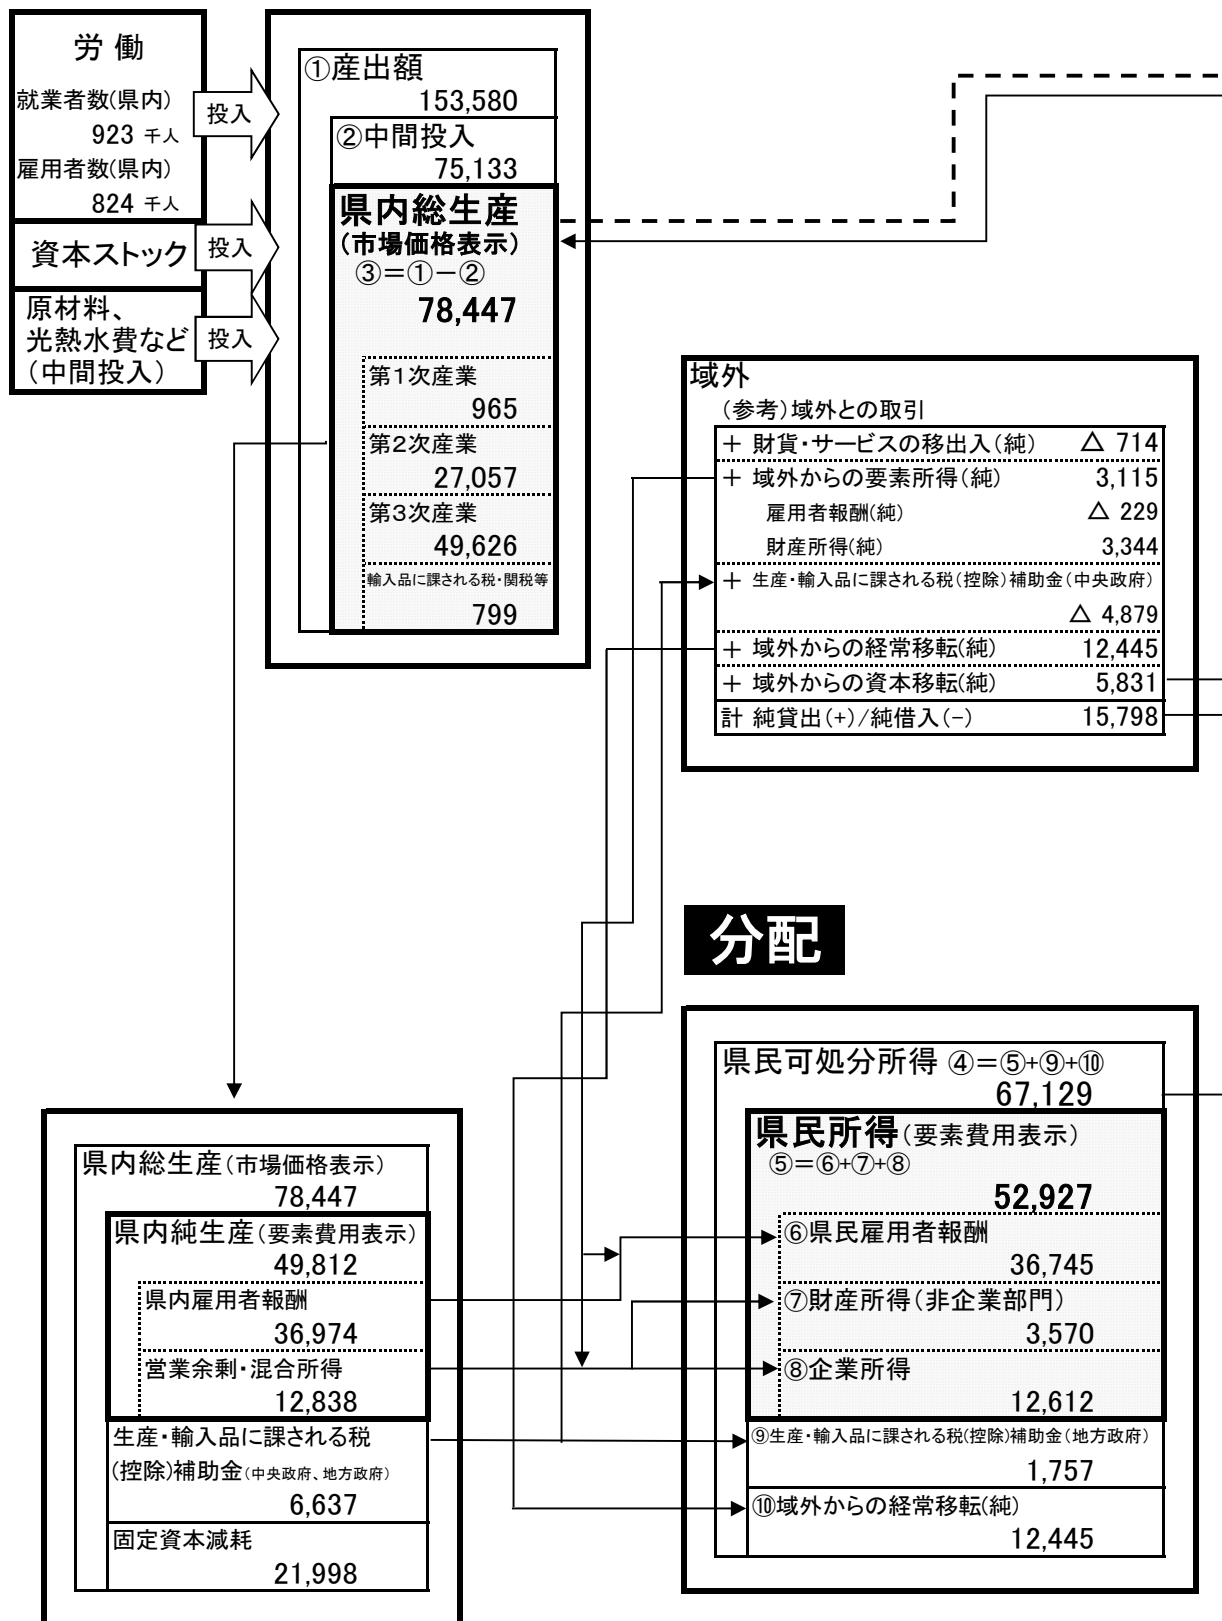 労 働
就業者数(県内)
923 千人
雇用者数(県内)
824 千人
投入
資本ストック
投入
原材料、
光熱水費など
(中間投入)
投入
①産出額
153,580
②中間投入
75,133
県内総生産
(市場価格表示)
③=①-②
78,447
第1次産業
965
第2次産業
27,057
第3次産業
49,626
輸入品に課される税・関税等
799
域外
(参考)域外との取引
+ 財貨・サービスの移出入(純) △ 714
+ 域外からの要素所得(純) 3,115
雇用者報酬(純) △ 229
財産所得(純) 3,344
+ 生産・輸入品に課される税(控除)補助金(中央政府)
△ 4,879
+ 域外からの経常移転(純) 12,445
+ 域外からの資本移転(純) 5,831
計 純貸出(+)/純借入(-) 15,798
分配
県内総生産(市場価格表示)
78,447
県内純生産(要素費用表示)
49,812
県内雇用者報酬
36,974
営業余剰・混合所得
12,838
生産・輸入品に課される税
(控除)補助金(中央政府、地方政府)
6,637
固定資本減耗
21,998
県民可処分所得 ④=⑤+⑨+⑩
67,129
県民所得(要素費用表示)
⑤=⑥+⑦+⑧
52,927
⑥県民雇用者報酬
36,745
⑦財産所得(非企業部門)
3,570
⑧企業所得
12,612
⑨生産・輸入品に課される税(控除)補助金(地方政府)
1,757
⑩域外からの経常移転(純)
12,445